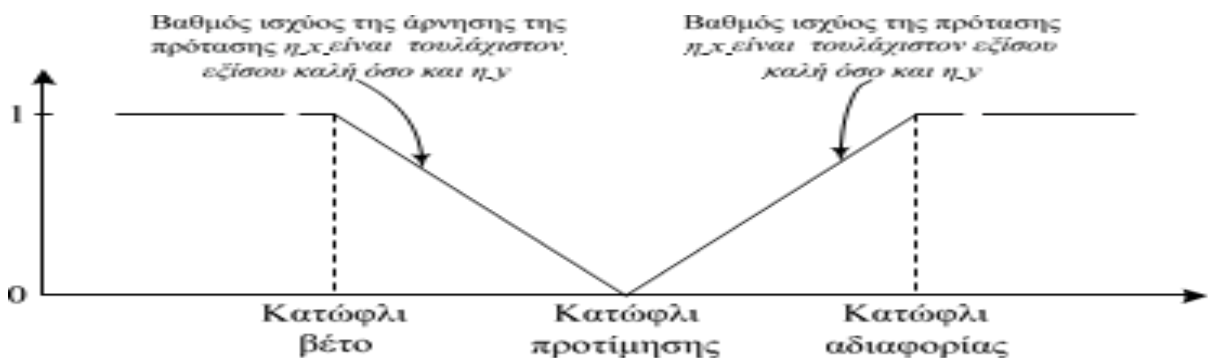 Βαθμός ισχύος της άρνησης της
πρότασης η x είναι τουλάχιστον
εξίσου καλή όσο και η y
Βαθμός ισχύος της πρότασης
η x είναι τουλάχιστον εξίσου
καλή όσο και η y
1
0
Κατώφλι
βέτο
Κατώφλι
προτίμησης
Κατώφλι
αδιαφορίας